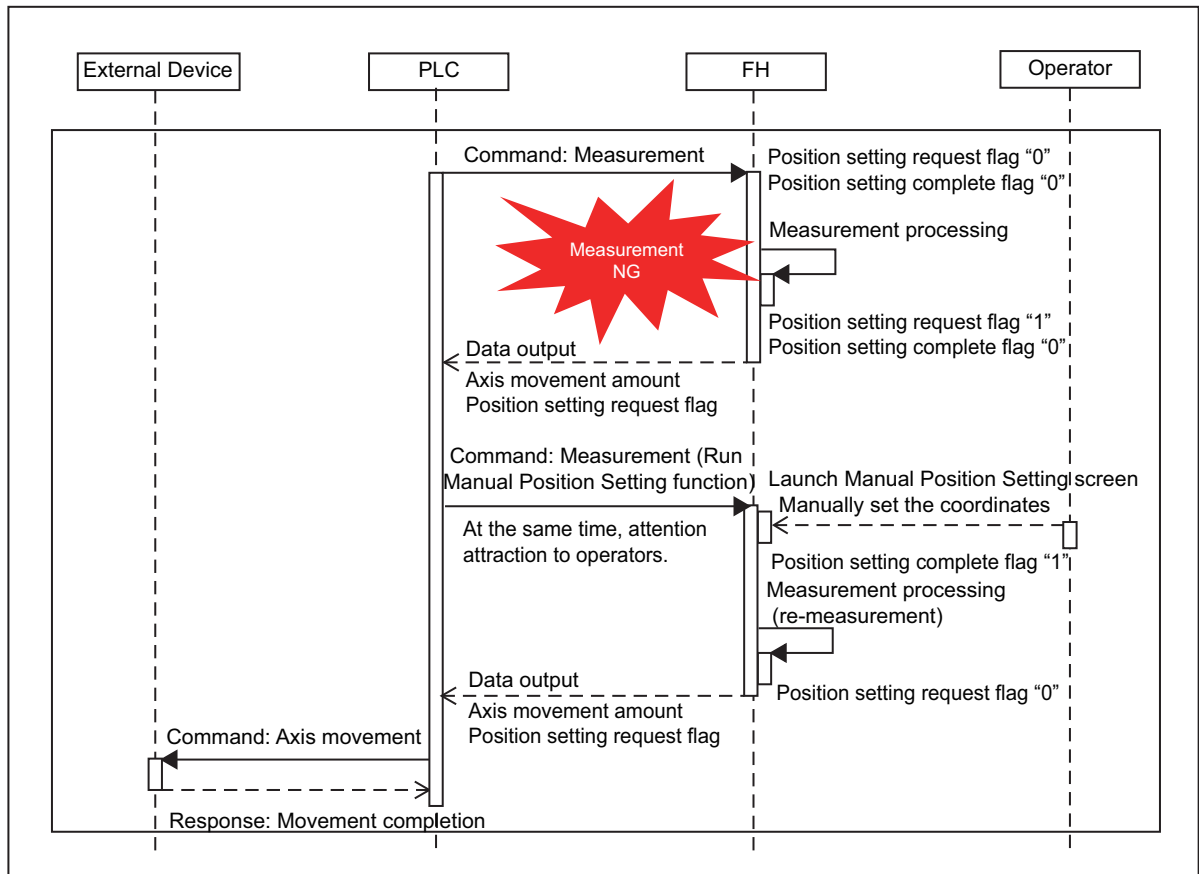 External Device
PLC
FH
Operator
Command: Measurement
Position setting request flag “0”
Position setting complete flag “0”
Measurement
NG
Measurement processing
Position setting request flag “1”
Position setting complete flag “0”
Data output
Axis movement amount
Position setting request flag
Command: Measurement (Run
Manual Position Setting function)
Launch Manual Position Setting screen
Manually set the coordinates
At the same time, attention
attraction to operators.
Position setting complete flag “1”
Measurement processing
(re-measurement)
Data output
Position setting request flag “0”
Axis movement amount
Position setting request flag
Command: Axis movement
Response: Movement completion